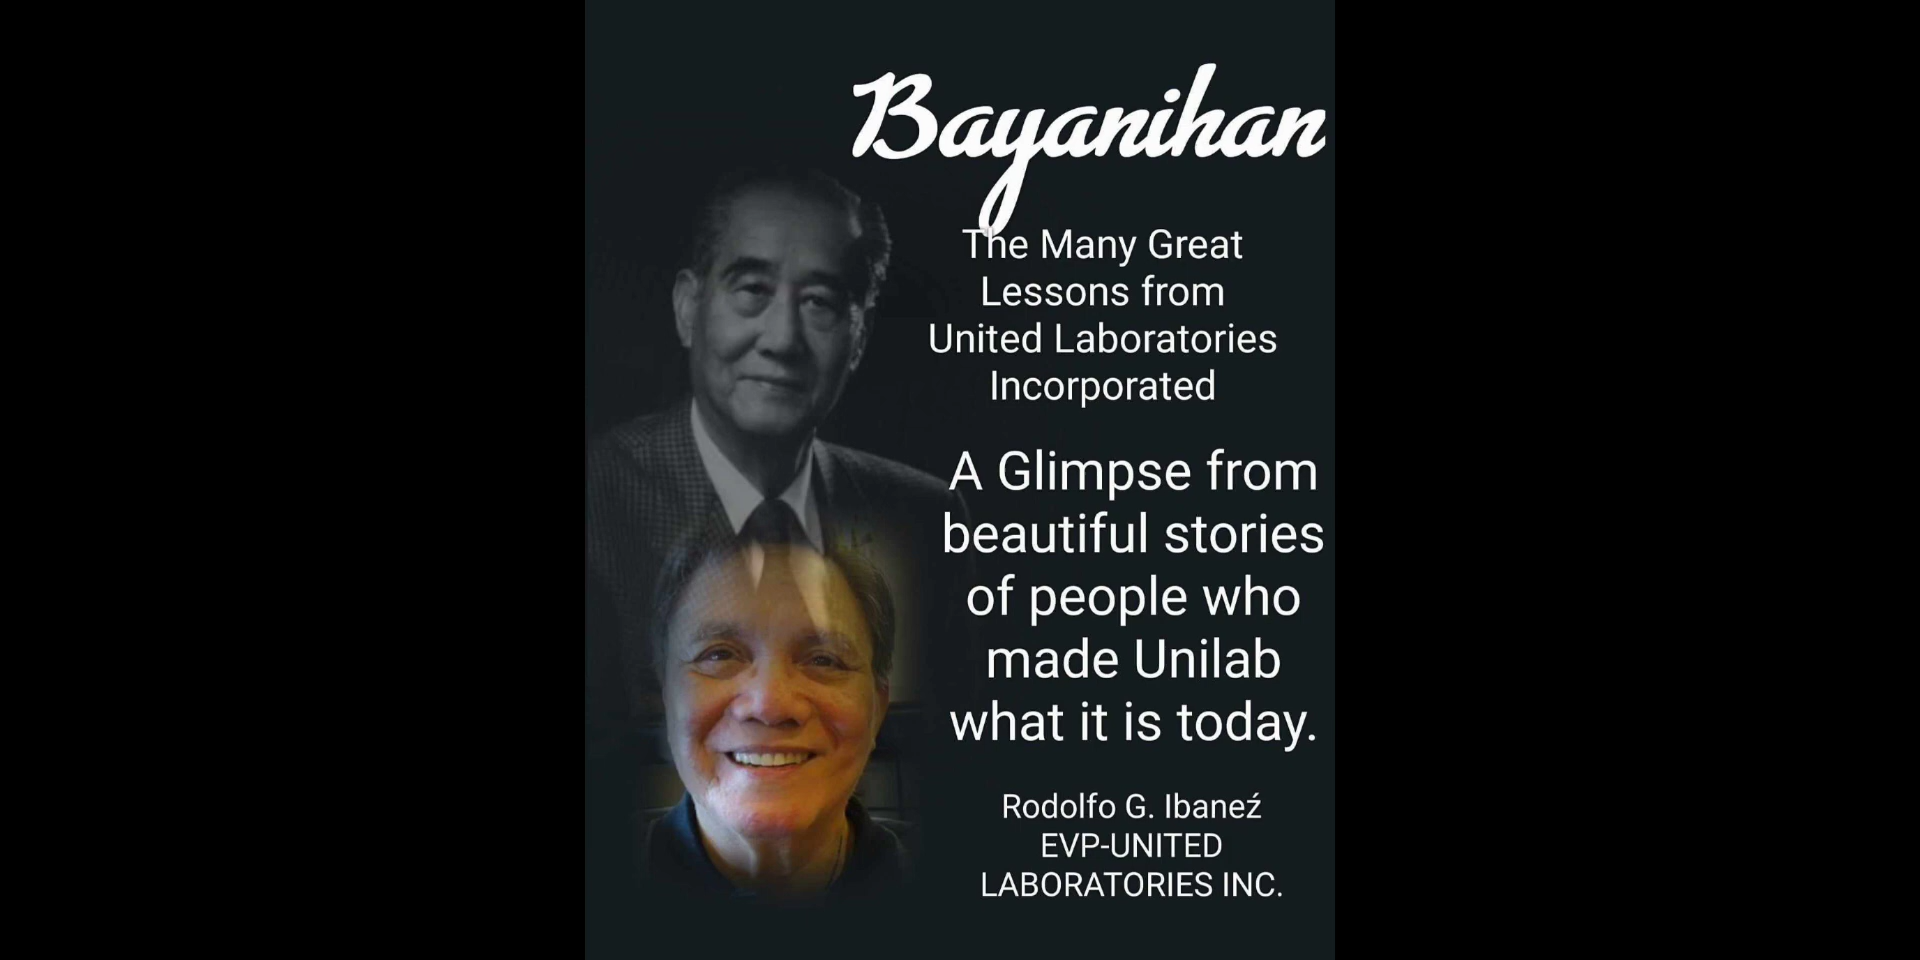 Bayanihan
The Many Great
Lessons from
United Laboratories
Incorporated
A Glimpse from
beautiful stories
of people who
made Unilab
what it is today.
Rodolfo G. Ibaneź
EVP-UNITED
LABORATORIES INC.